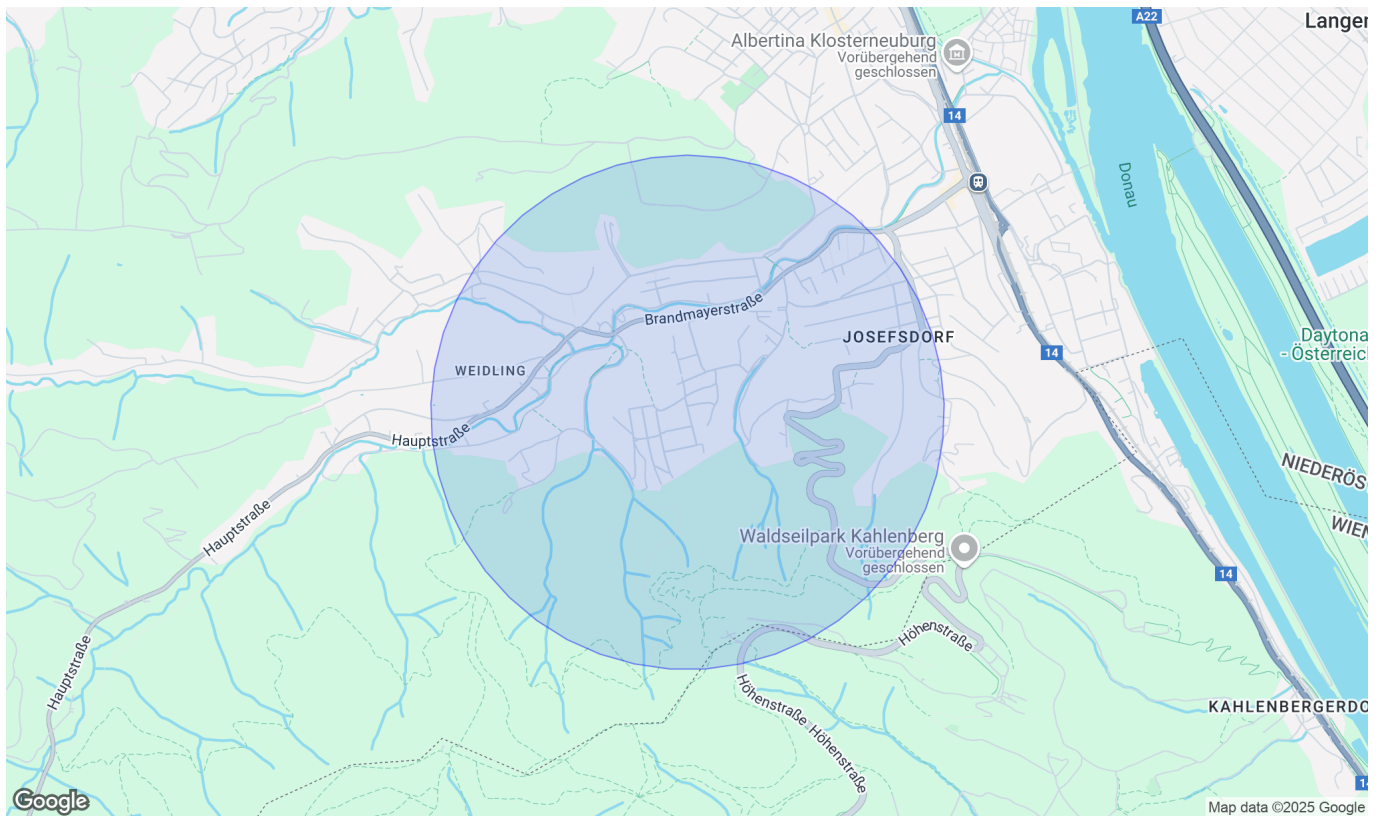 A22
Langer
Albertina Klosterneuburg
Vorübergehend
geschlossen
14
Donau
Brandmayerstraße
JOSEFSDORF
14
Daytona
- Österreich
WEIDLING
Hauptstraße
NIEDERÖS
WIEN
Hauptstraße
Waldseilpark Kahlenberg
Vorübergehend
geschlossen
14
Höhenstraße
Hauptstraße
Höhenstraße
Höhenstraße
KAHLENBERGERDO
14
Google
Map data ©2025 Google